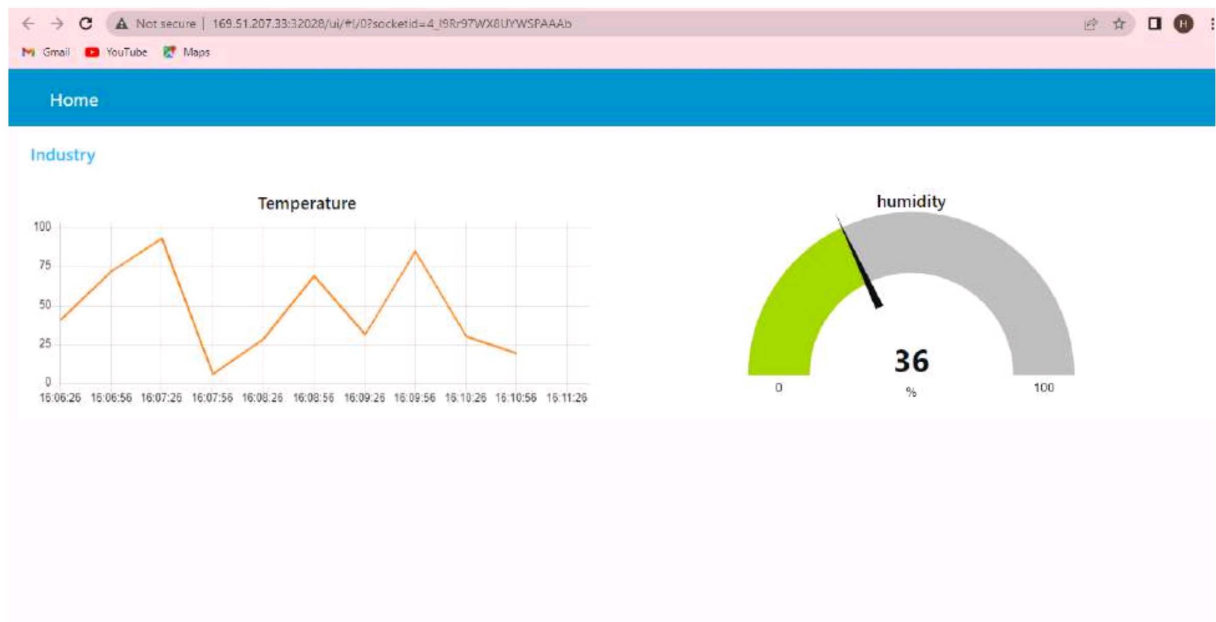 Not secure | 169.51.207.33:32028/ui/#!/0?socketid=4_I9Rr97WX8UYWSPAAAb
H
Gmail YouTube Maps
Home
Industry
Temperature
100
75
50
25
0
16:06:26 16:06:56 16:07:26 16:07:56 16:08:26 16:08:56 16:09:26 16:09:56 16:10:26 16:10:56 16:11:26
humidity
36
%
0 100